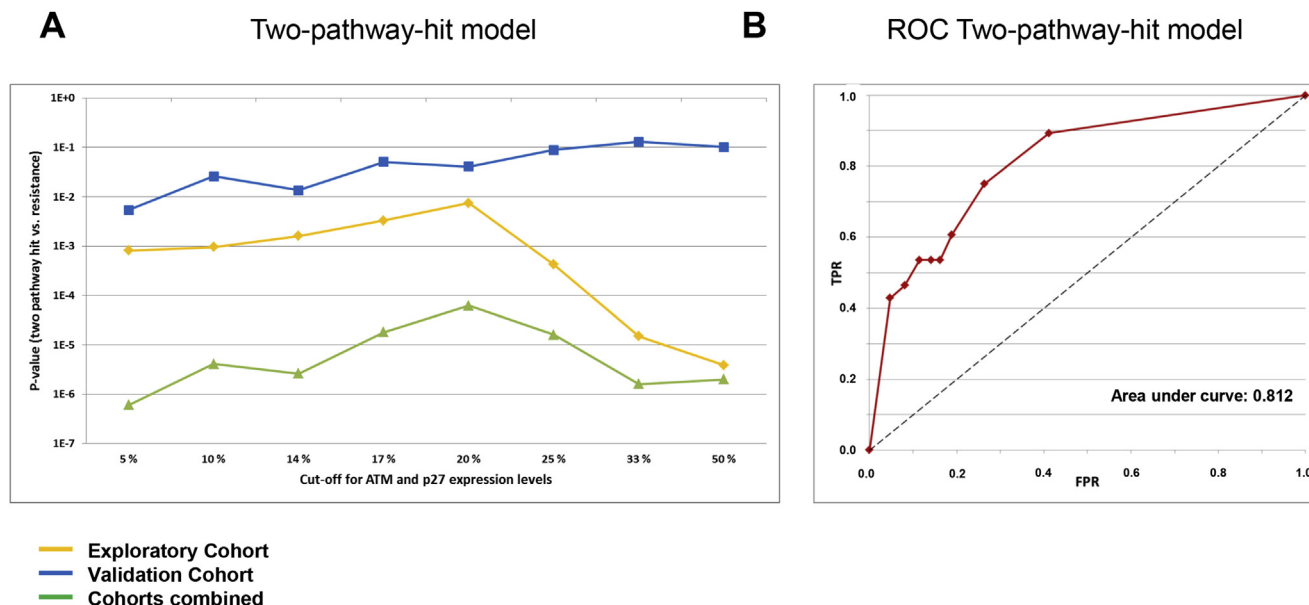 A
Two-pathway-hit model
B
ROC Two-pathway-hit model
P-value (two pathway hit vs. resistance)
1E+0
1E-1
1E-2
1E-3
1E-4
1E-5
1E-6
1E-7
5 %
10 %
14 %
17 %
20 %
25 %
33 %
50 %
Cut-off for ATM and p27 expression levels
TPR
1.0
0.8
0.6
0.4
0.2
0.0
Area under curve: 0.812
0.0
0.2
0.4
0.6
0.8
1.0
FPR
Exploratory Cohort
Validation Cohort
Cohorts combined